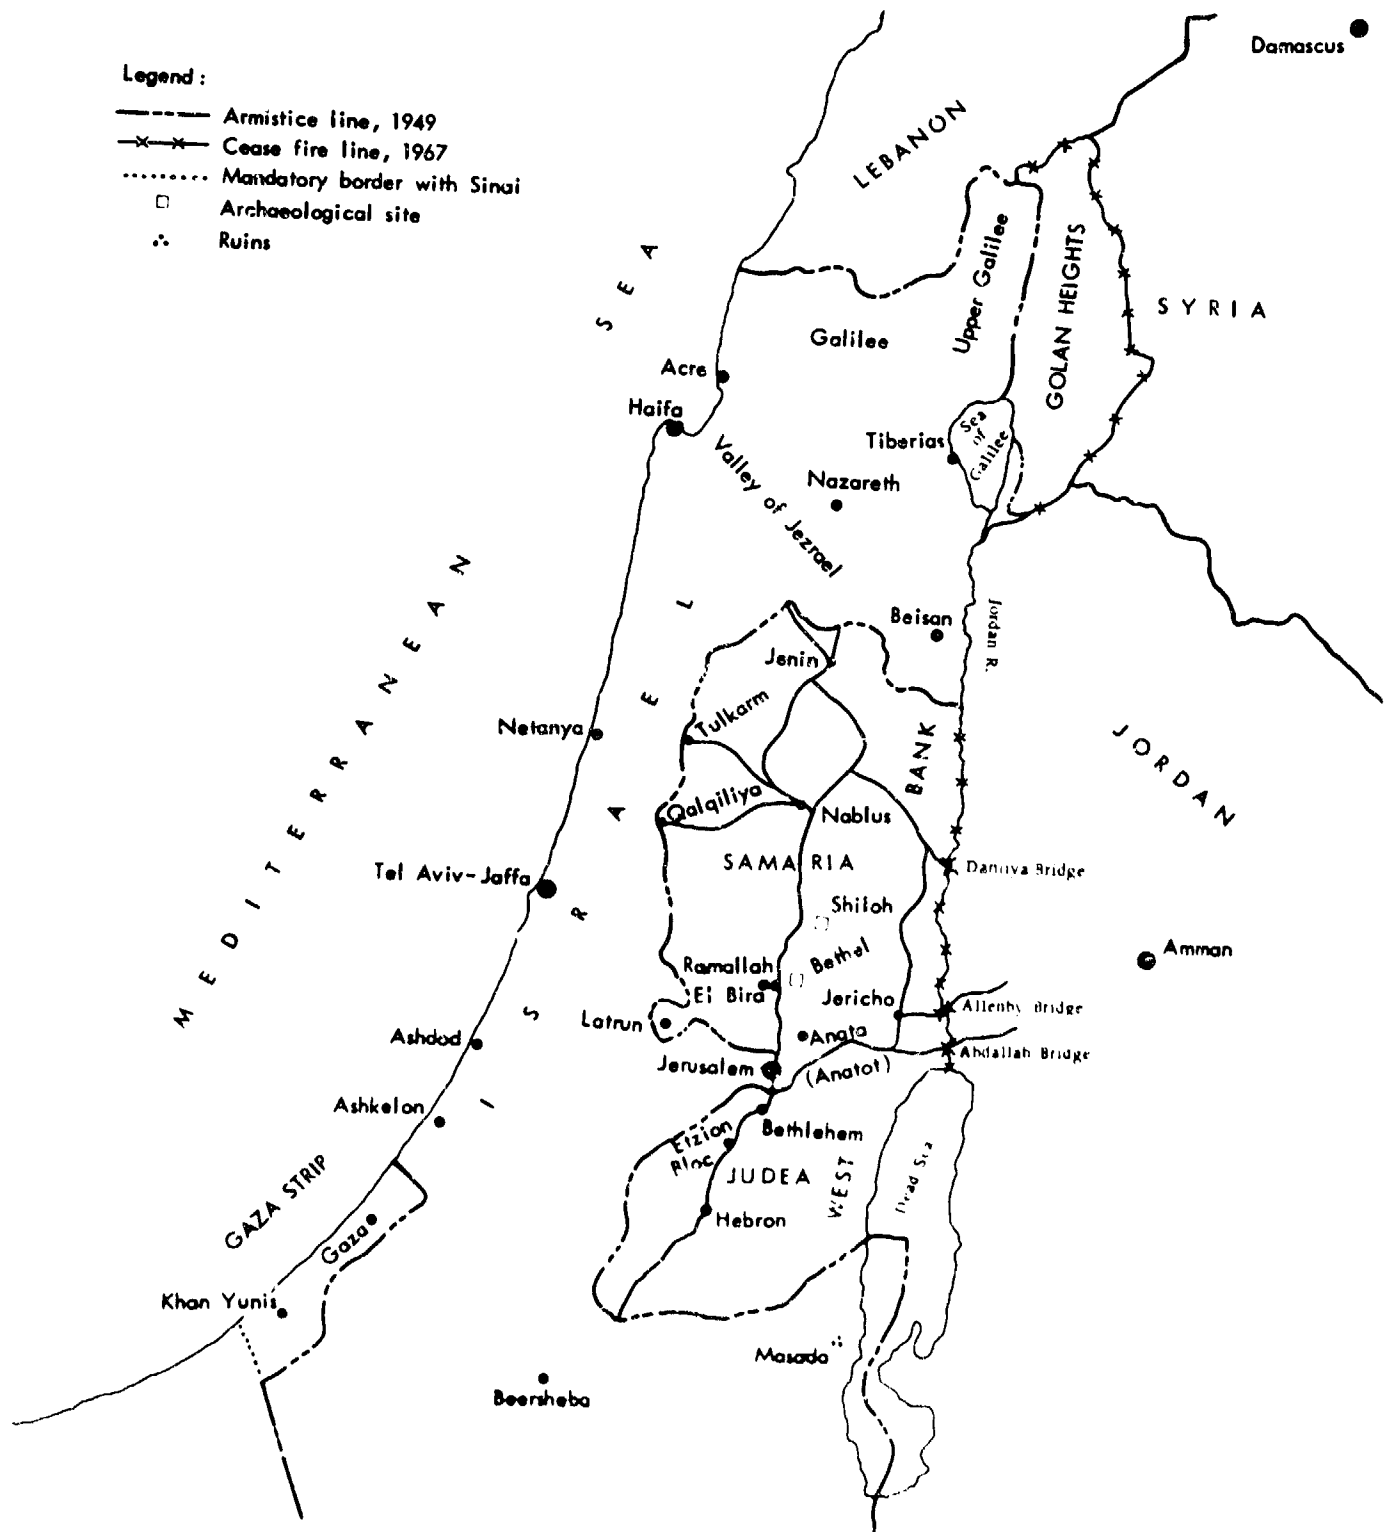 Damascus
Legend :
Armistice line, 1949
Cease fire line, 1967
Mandatory border with Sinai
Archaeological site
Ruins
LEBANON
MEDITERRANEAN SEA
Upper Galilee
GOLAN HEIGHTS
SYRIA
Galilee
Acre
Haifa
Sea
of
Galilee
Tiberias
Valley of Jezrael
Nazareth
Beisan
Jordan R.
ISRAEL
Jenin
Tulkarm
Netanya
BANK
JORDAN
Qalqiliya
Nablus
SAMARIA
Tel Aviv-Jaffa
Bridge
Shiloh
Bethel
Amman
Ramallah
El Bira
Jericho
Allenby Bridge
Latrun
Anata
(Anatot)
Ashdod
Abdallah Bridge
Jerusalem
Ashkelon
Bethlehem
Etzion
Bloc
JUDEA
WEST
Dead Sea
GAZA STRIP
Gaza
Hebron
Khan Yunis
Masada
Beersheba